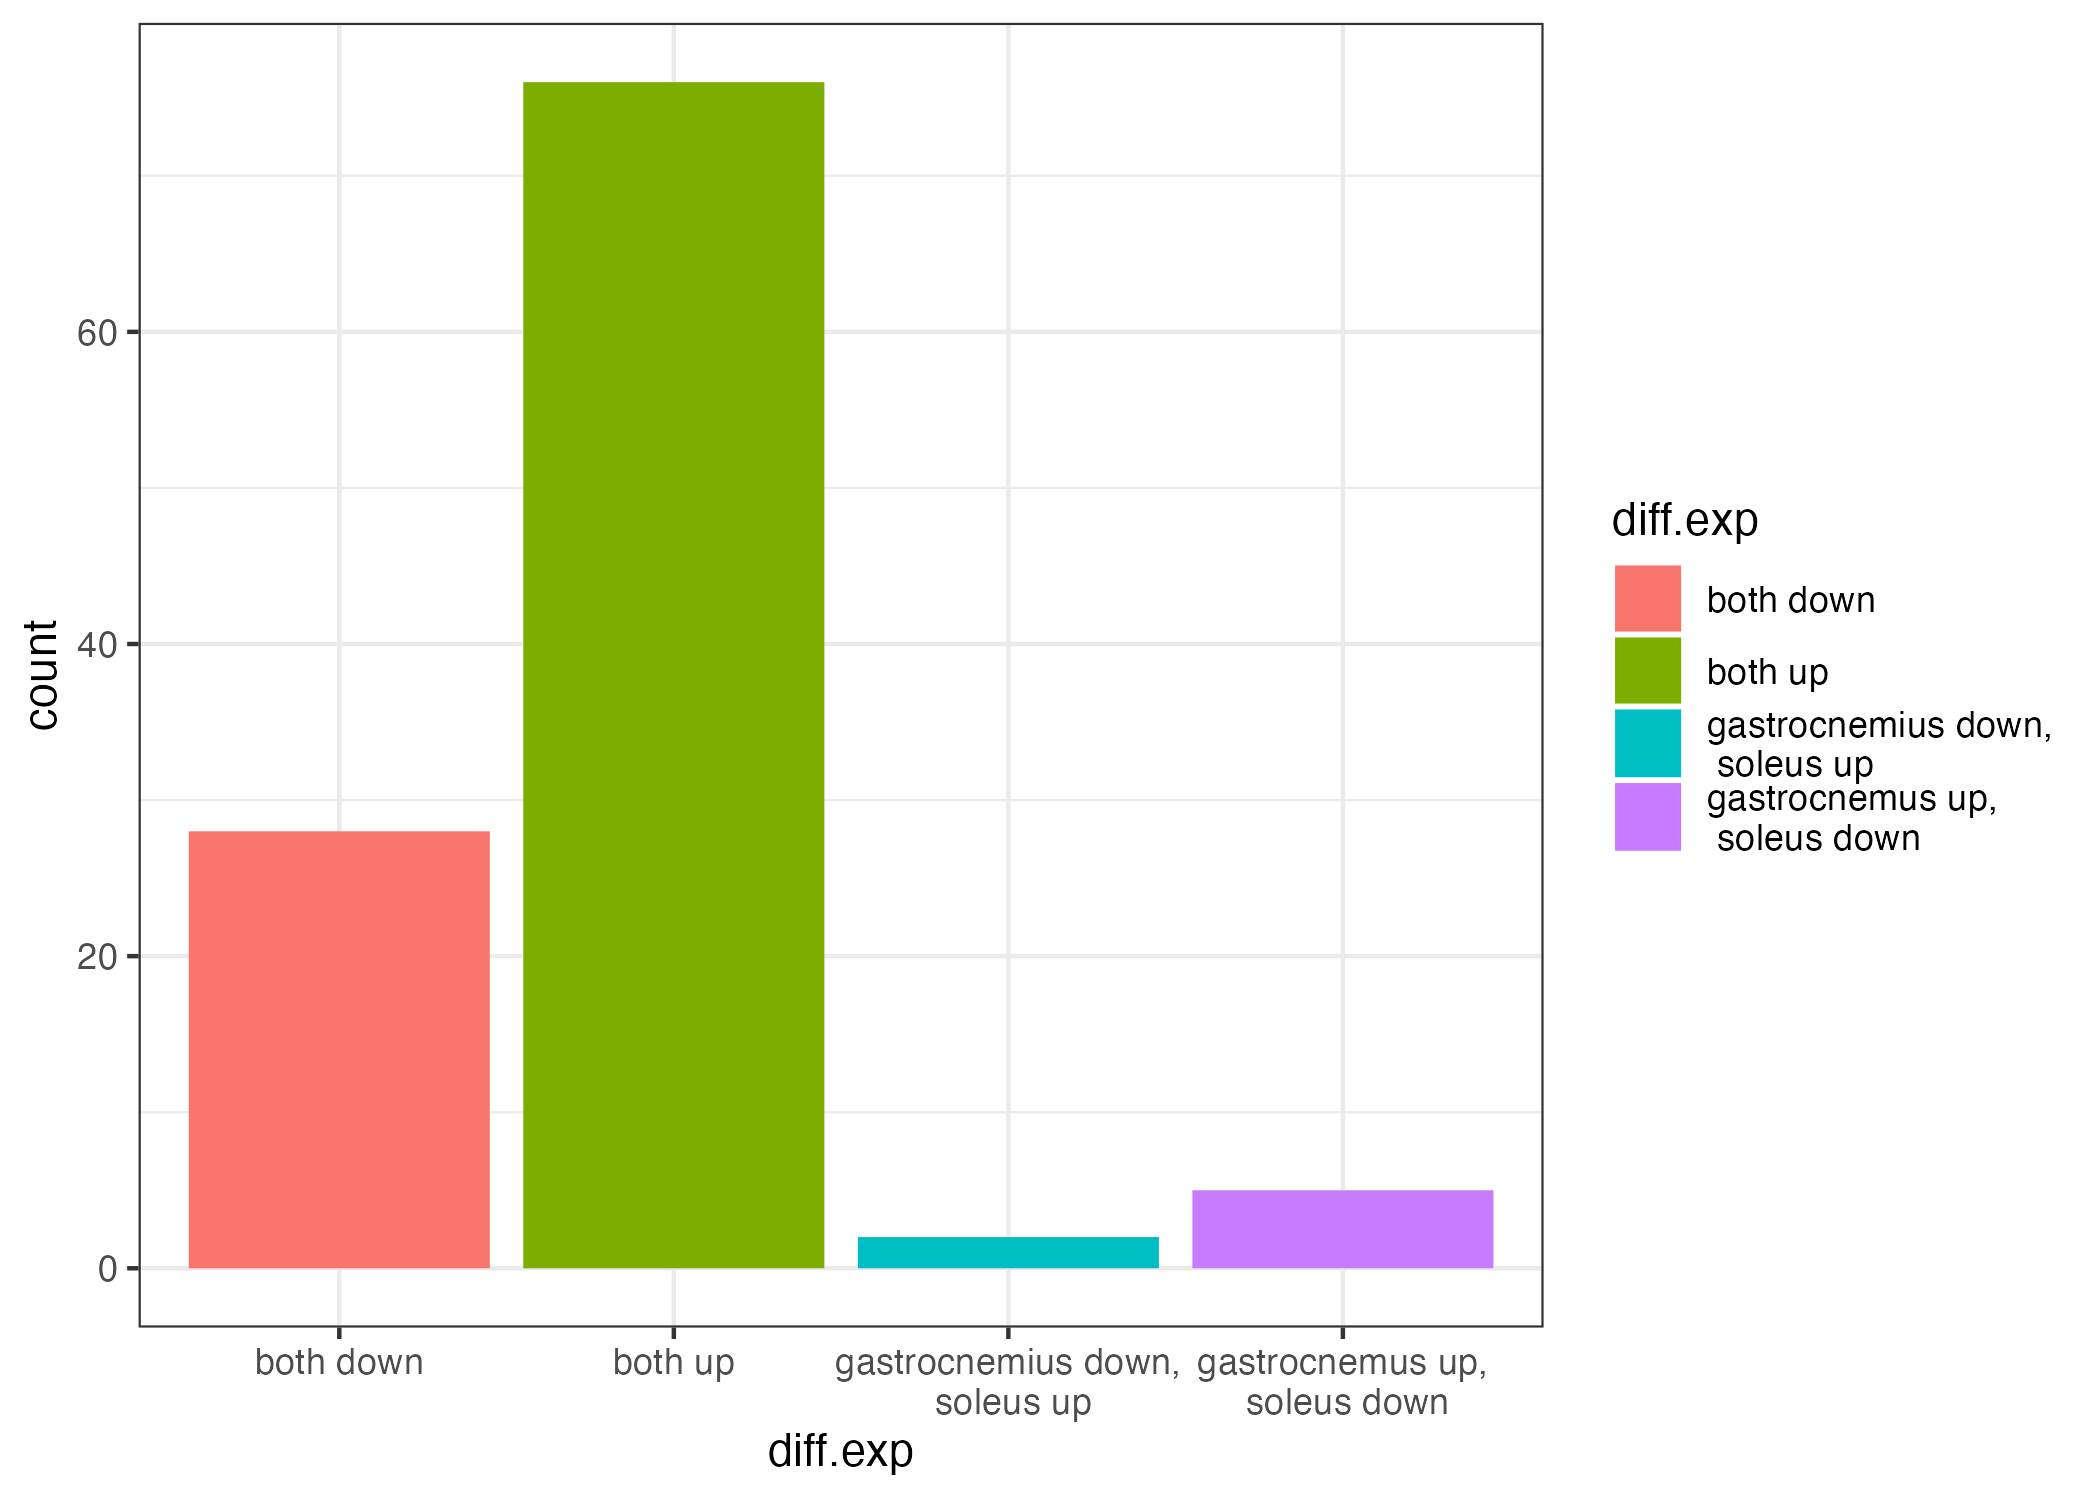 60
40
20
0
count
both down
both up
gastrocnemius down,
soleus up
gastrocnemus up,
soleus down
diff.exp
diff.exp
both down
both up
gastrocnemius down,
soleus up
gastrocnemus up,
soleus down